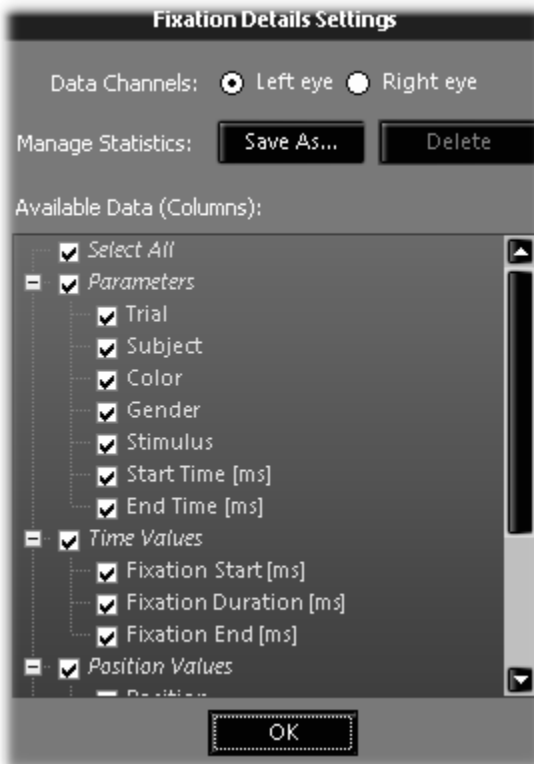 Fixation Details Settings
Data Channels: Left eye Right eye
Manage Statistics: Save As... Delete
Available Data (Columns):
Select All
Parameters
Trial
Subject
Color
Gender
Stimulus
Start Time [ms]
End Time [ms]
Time Values
Fixation Start [ms]
Fixation Duration [ms]
Fixation End [ms]
Position Values
OK